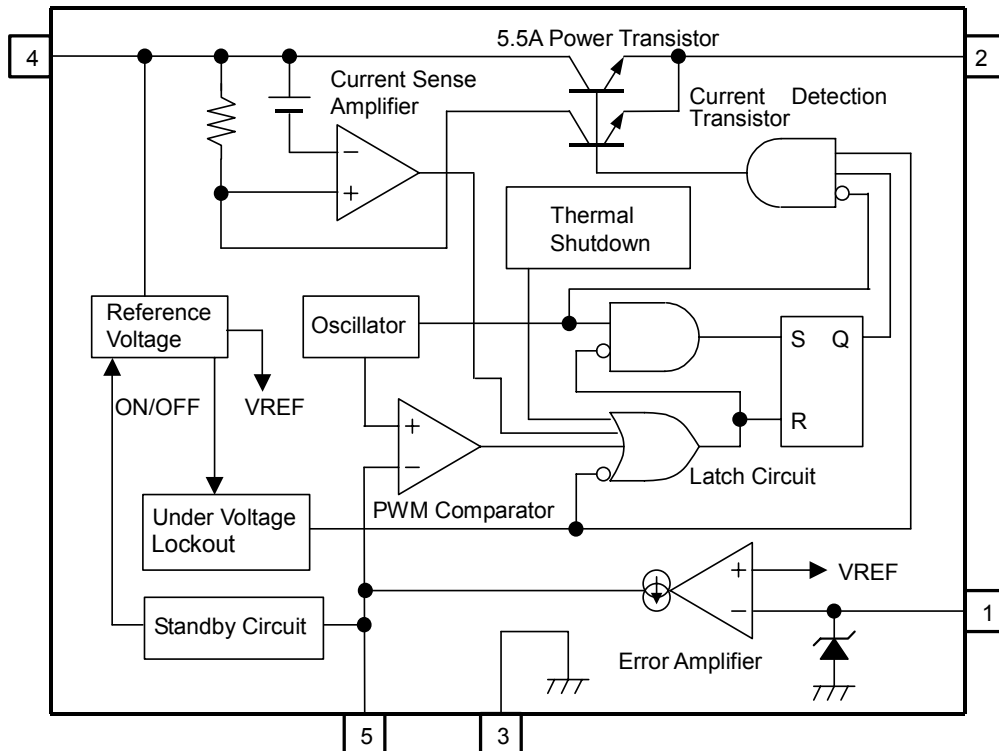 5.5A Power Transistor
4
2
Current Sense
Amplifier
Current Detection
Transistor
−
+
Thermal
Shutdown
Reference
Voltage
Oscillator
S Q
R
ON/OFF
VREF
+
−
Latch Circuit
PWM Comparator
Under Voltage
Lockout
+
VREF
−
1
Standby Circuit
Error Amplifier
5
3